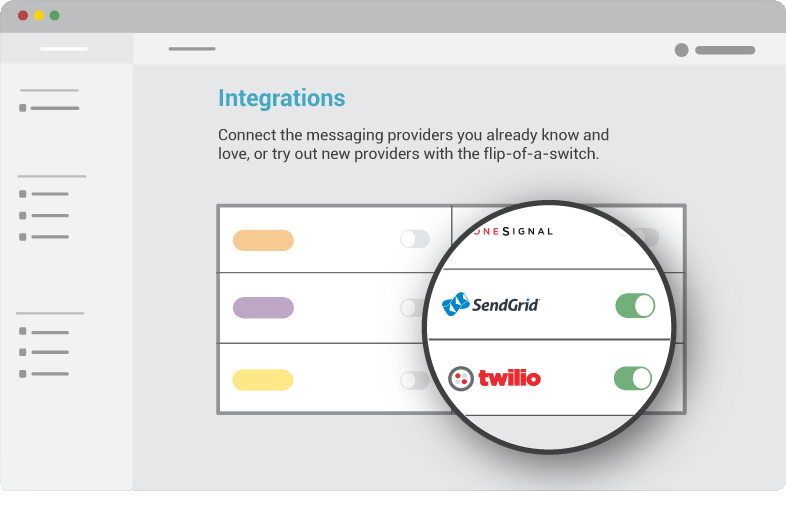 Integrations
Connect the messaging providers you already know and
love, or try out new providers with the flip-of-a-switch.
ONESIGNAL
SendGrid
twilio